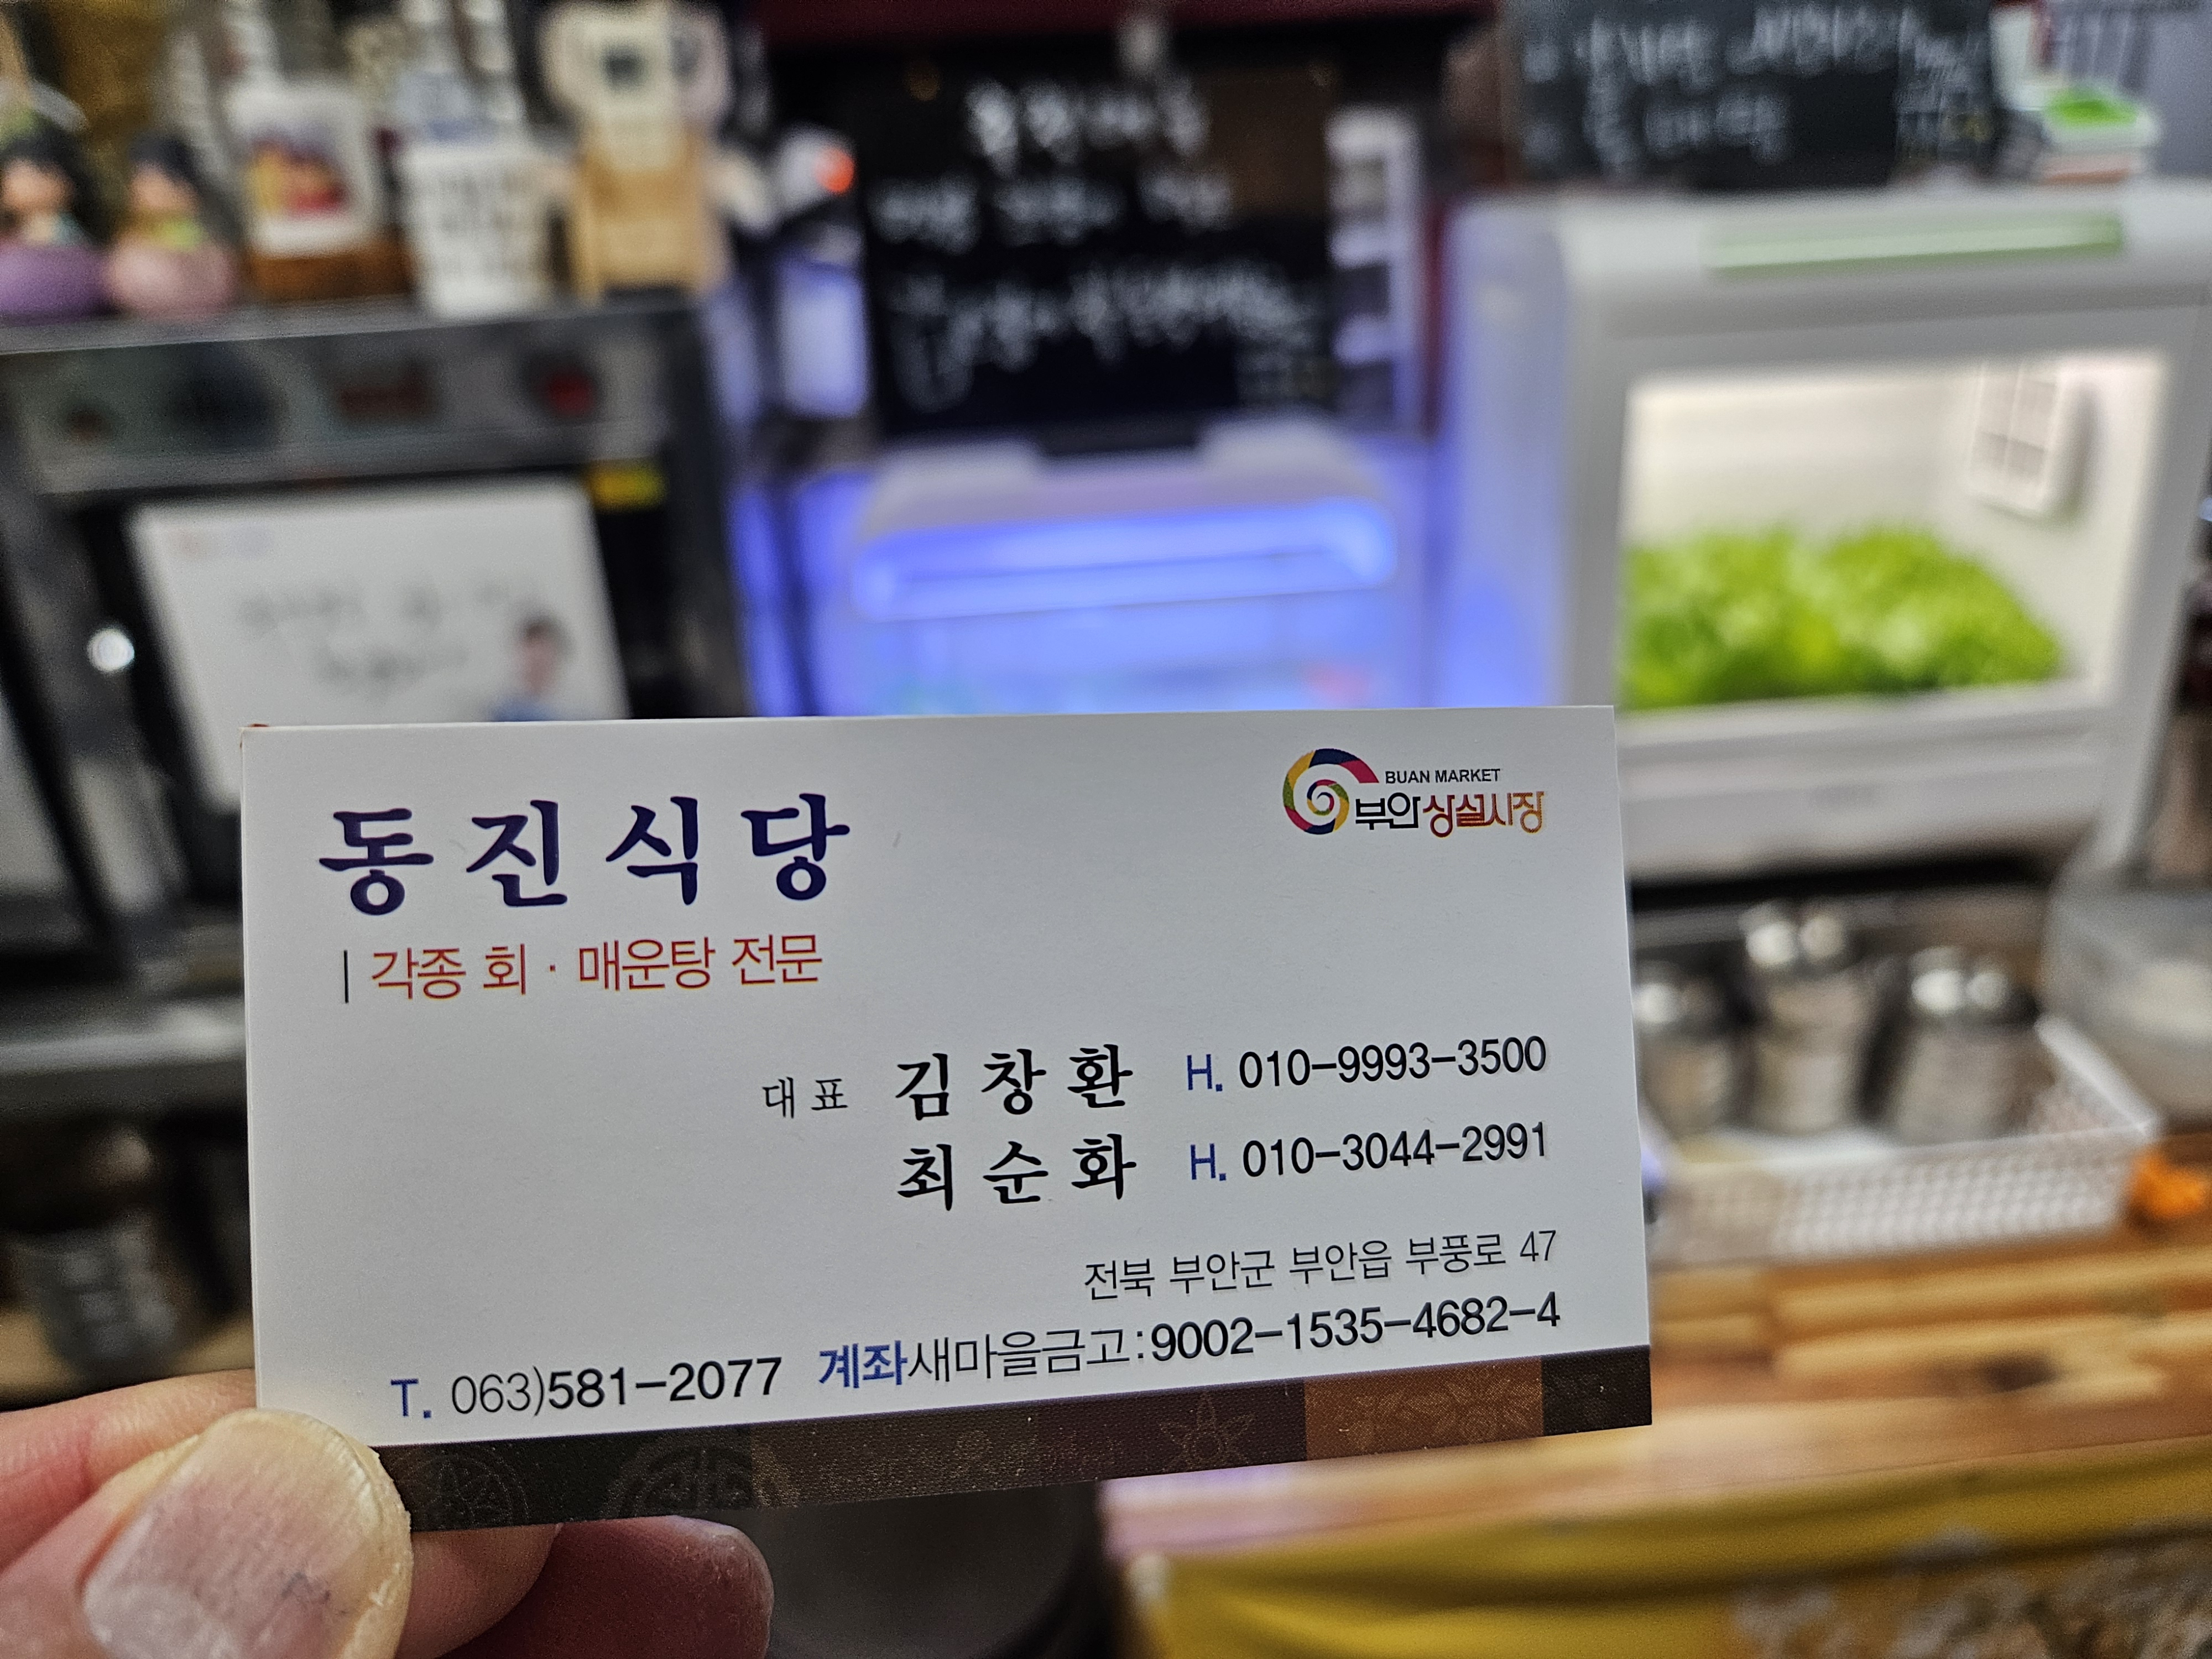 동진식당
BUAN MARKET
부안상설시장
각종 회 · 매운탕 전문
대표 김창환 H. 010-9993-3500
최순화 H. 010-3044-2991
전북 부안군 부안읍 부풍로 47
T. 063)581-2077 계좌새마을금고:9002-1535-4682-4